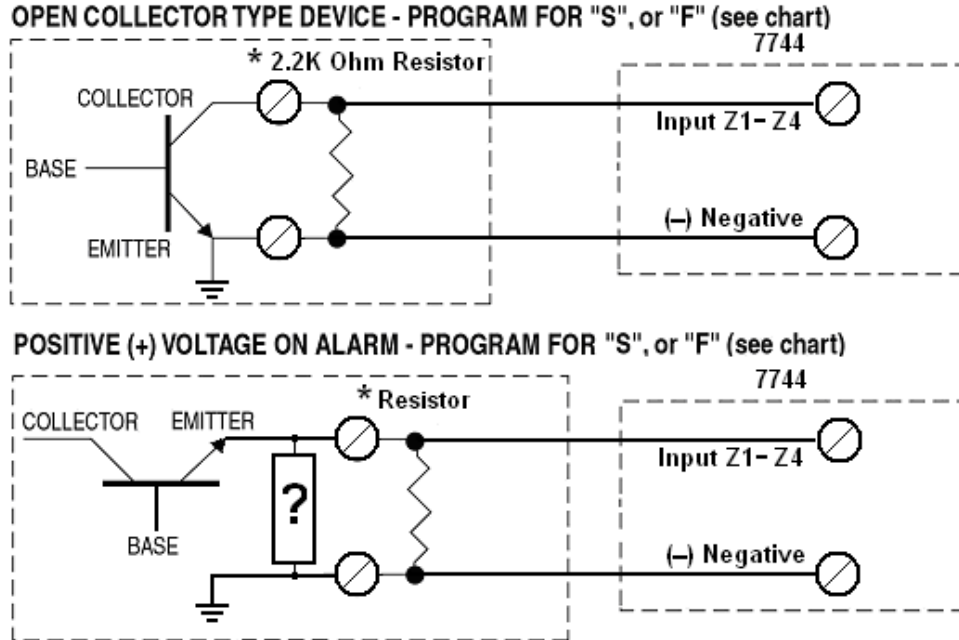 OPEN COLLECTOR TYPE DEVICE - PROGRAM FOR "S", or "F" (see chart)
7744
* 2.2K Ohm Resistor
COLLECTOR
Input Z1- Z4
BASE
(–) Negative
EMITTER
POSITIVE (+) VOLTAGE ON ALARM - PROGRAM FOR "S", or "F" (see chart)
7744
* Resistor
COLLECTOR EMITTER
Input Z1- Z4
?
BASE
(–) Negative